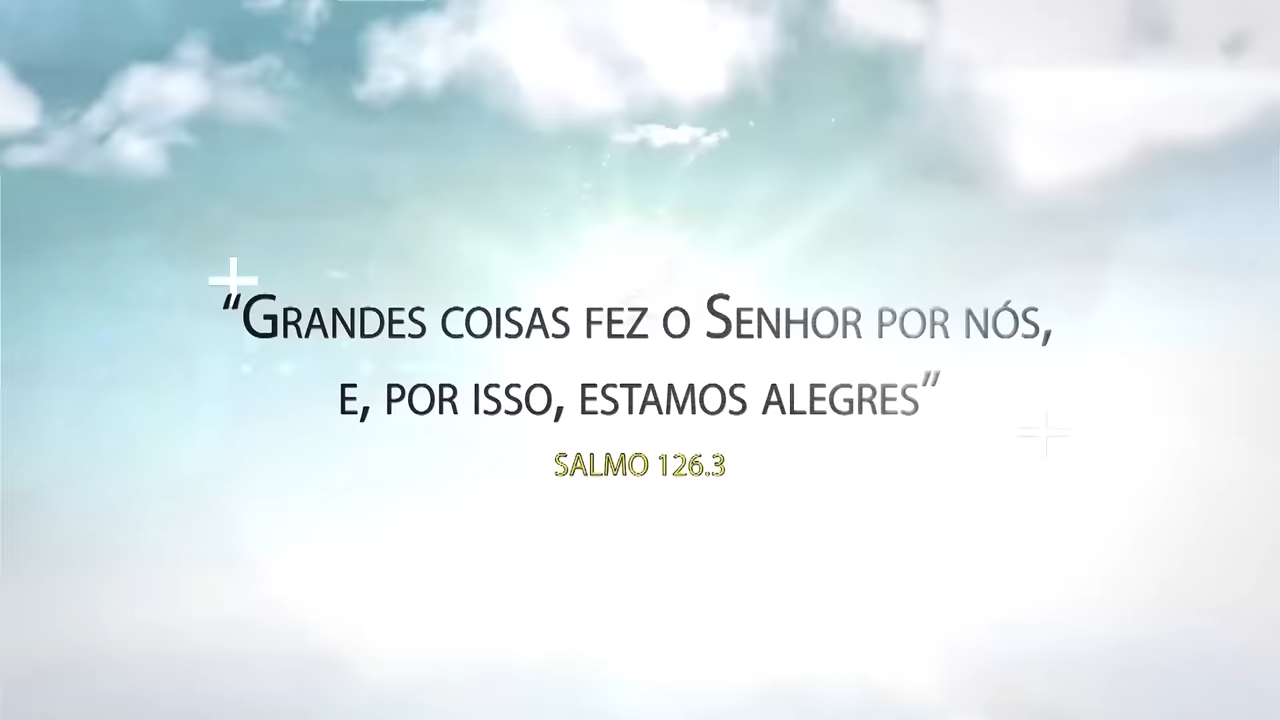 “Grandes coisas fez o Senhor por nós,
e, por isso, estamos alegres”
SALMO 126.3